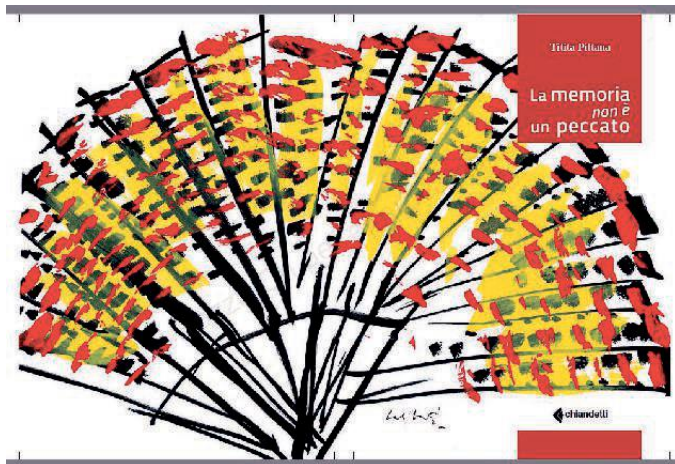 Titta Pittana
La memoria
non è
un peccato
chiandetti